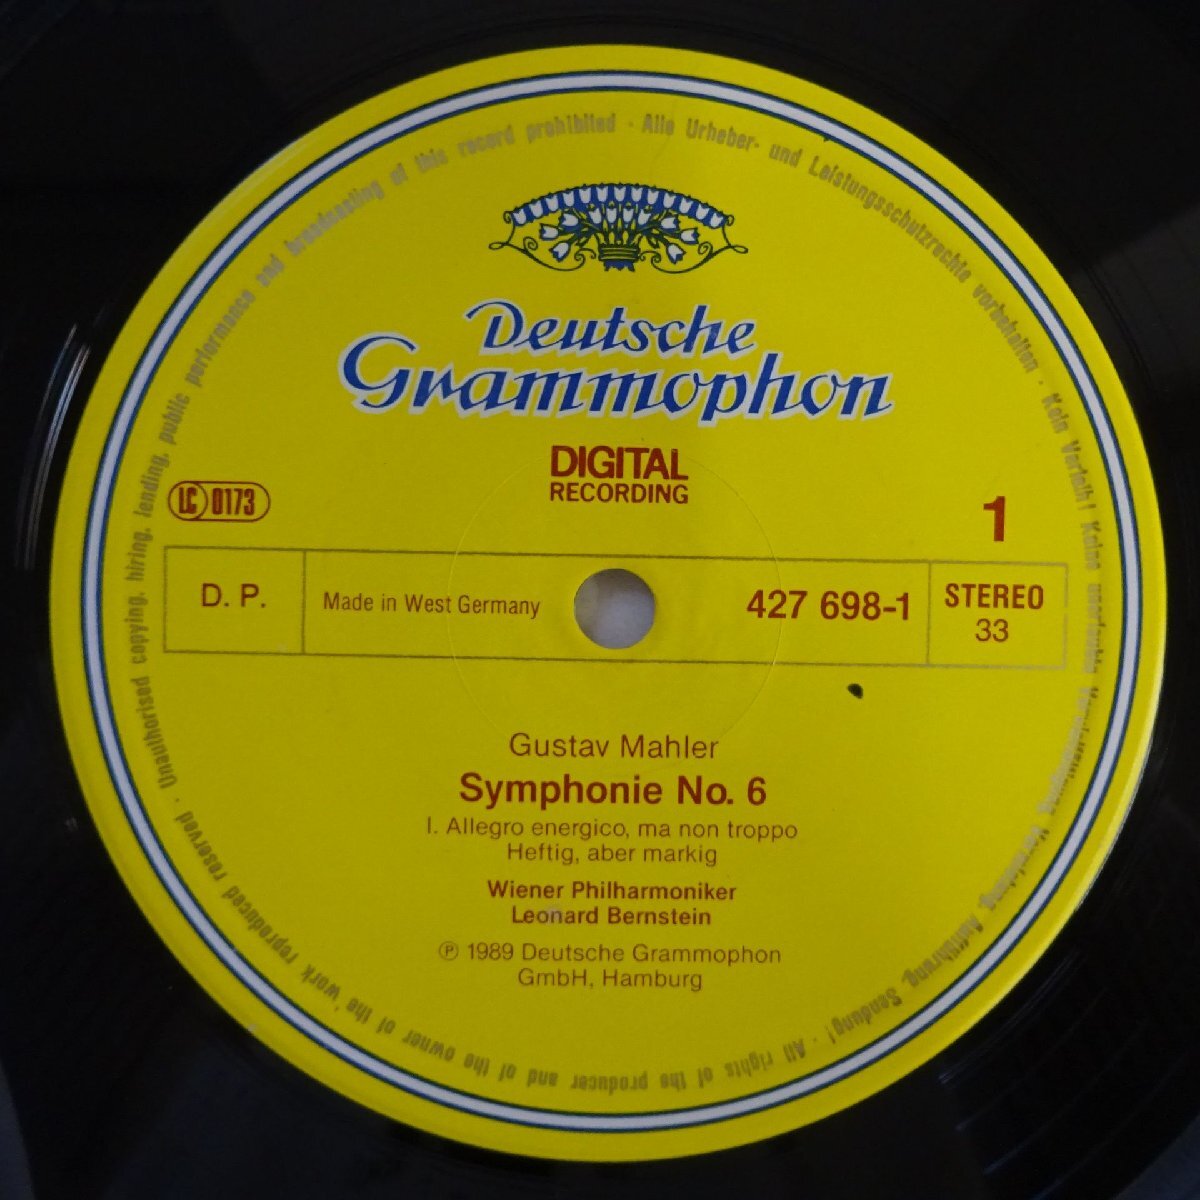 Deutsche
Grammophon
DIGITAL
RECORDING
LC 0173
1
D. P.
Made in West Germany
427 698-1
STEREO
33
Gustav Mahler
Symphonie No. 6
I. Allegro energico, ma non troppo
Heftig, aber markig
Wiener Philharmoniker
Leonard Bernstein
℗ 1989 Deutsche Grammophon
GmbH, Hamburg
Alle Urheber- und Leistungsschutzrechte vorbehalten · Kein Verleih! Keine Aufführung, Sendung! · All rights of the producer and of the owner of the work reproduced reserved · Unauthorised copying, hiring, lending, public performance and broadcasting of this record prohibited ·